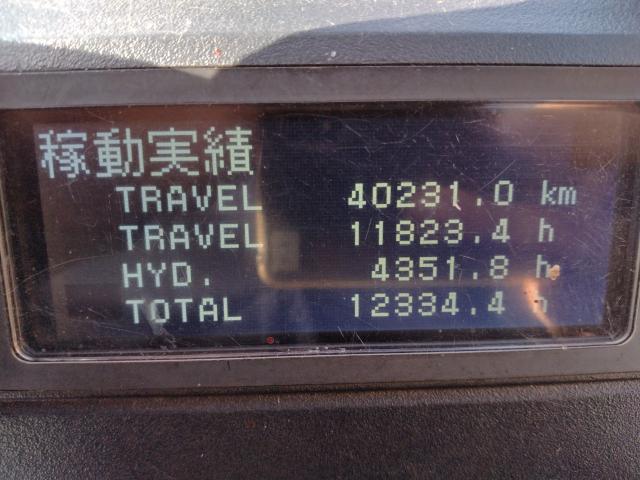 稼動実績
TRAVEL 40231.0 km
TRAVEL 11823.4 h
HYD. 4351.8 h
TOTAL 12334.4 h